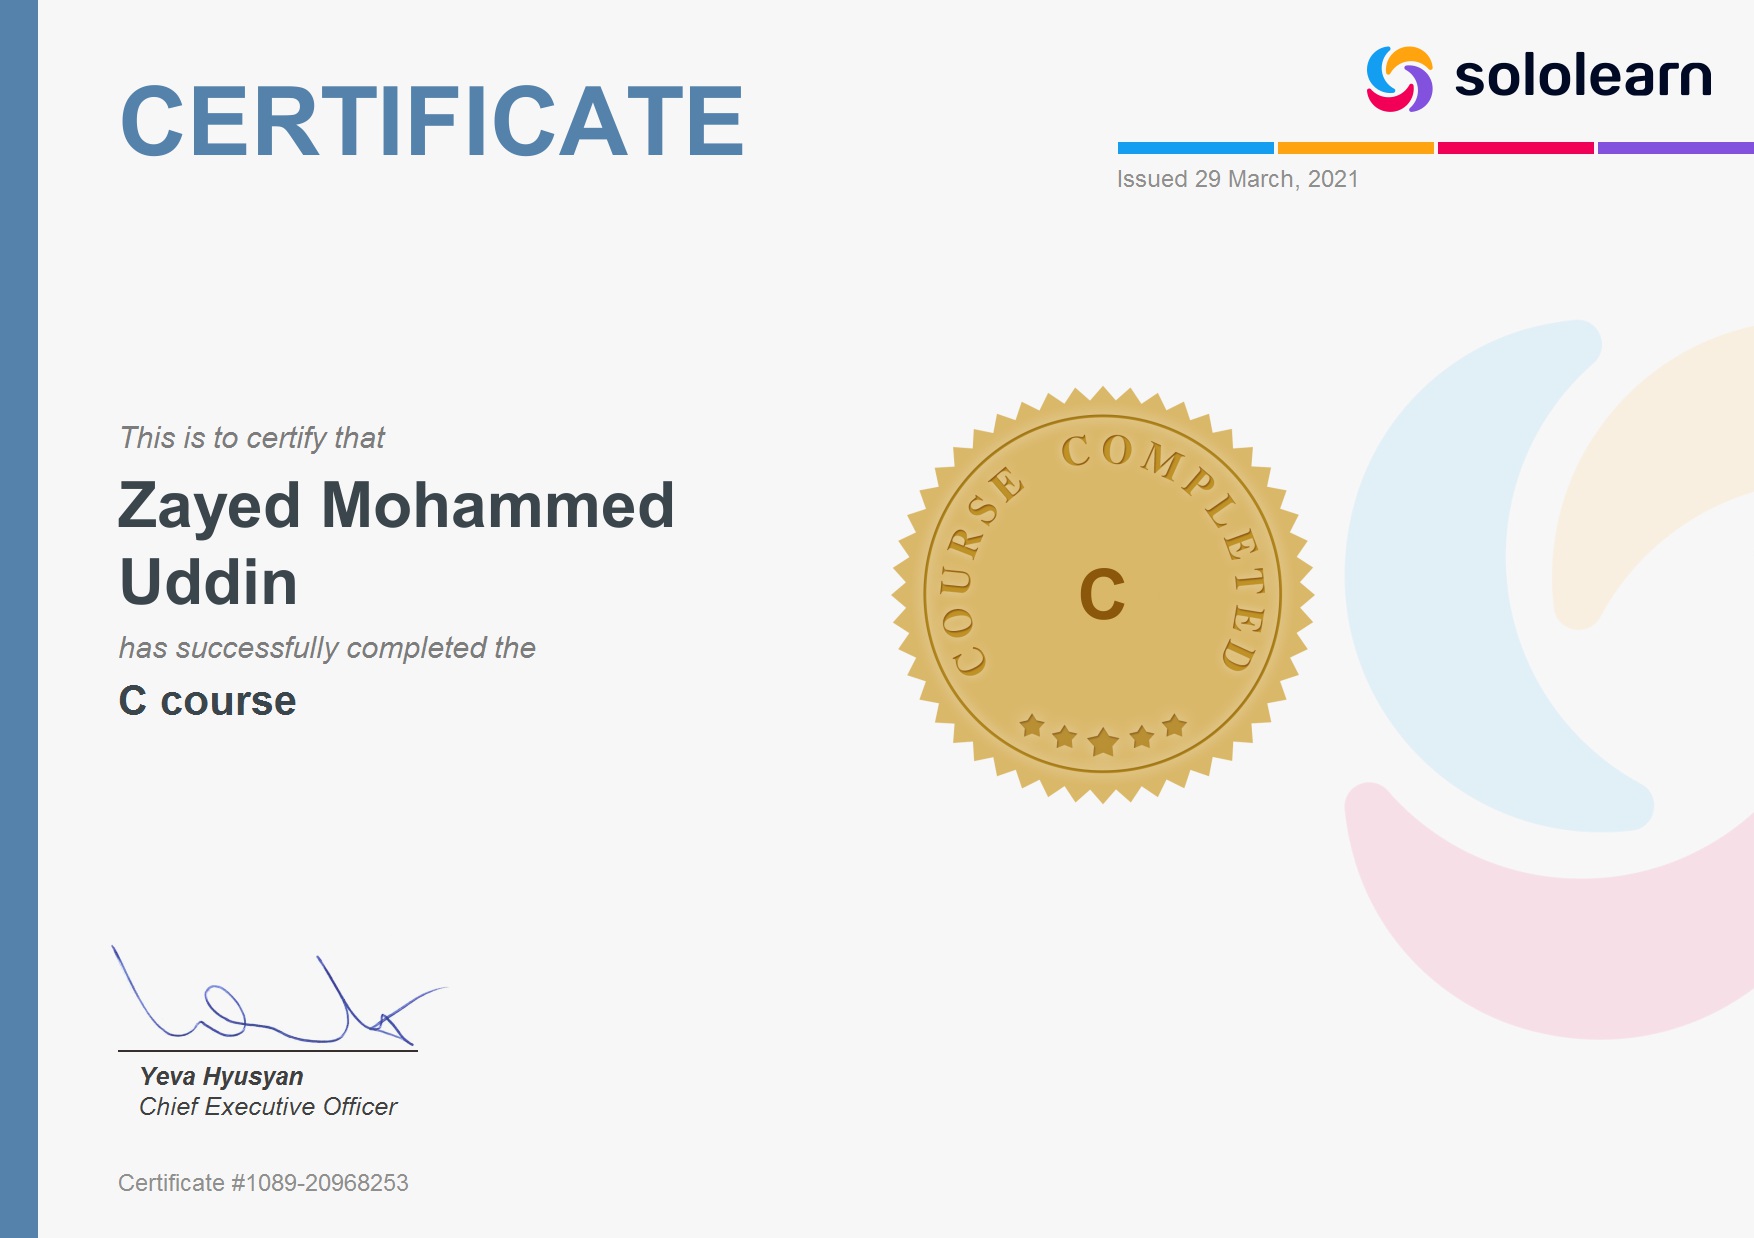 CERTIFICATE
sololearn
Issued 29 March, 2021
This is to certify that
Zayed Mohammed
Uddin
has successfully completed the
C course
COURSE COMPLETED
C
Yeva Hyusyan
Chief Executive Officer
Certificate #1089-20968253